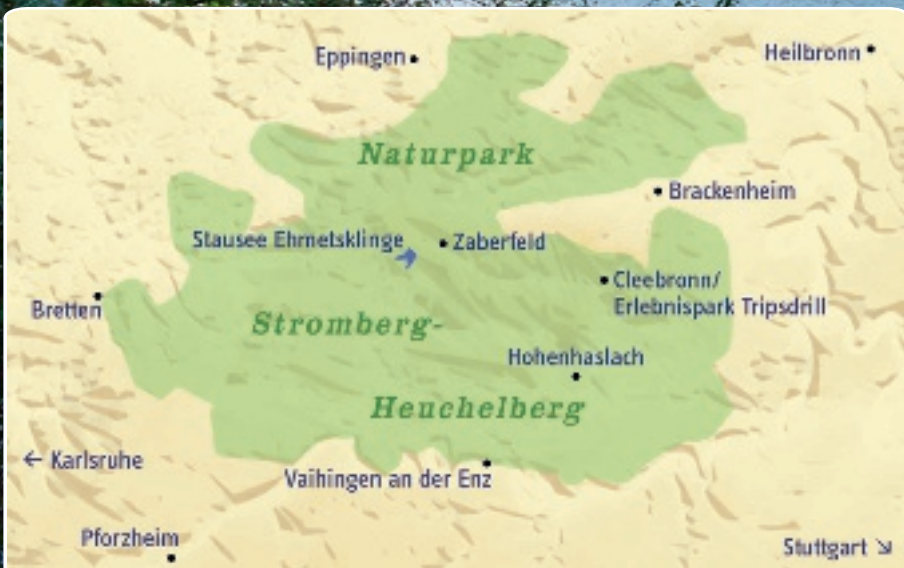 Eppingen
Heilbronn
Naturpark
Brackenheim
Stausee Ehmetsklinge
Zaberfeld
Cleebronn/
Erlebnispark Tripsdrill
Bretten
Stromberg-
Hohenhaslach
Heuchelberg
← Karlsruhe
Vaihingen an der Enz
Pforzheim
Stuttgart ↘